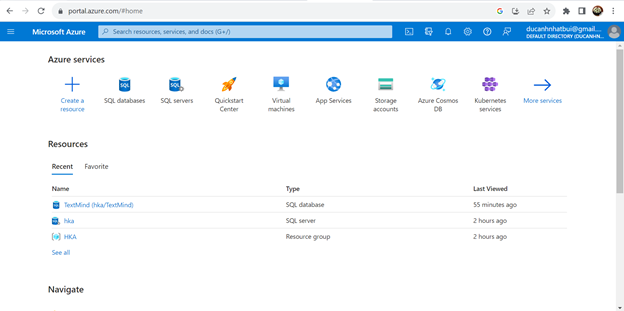 portal.azure.com/#home
Microsoft Azure
Search resources, services, and docs (G+/)
ducanhnhatbui@gmail....
DEFAULT DIRECTORY (DUCANHN...
Azure services
Create a resource
SQL databases
SQL servers
Quickstart Center
Virtual machines
App Services
Storage accounts
Azure Cosmos DB
Kubernetes services
More services
Resources
Recent Favorite
Name Type Last Viewed
TextMind (hka/TextMind) SQL database 55 minutes ago
hka SQL server 2 hours ago
HKA Resource group 2 hours ago
See all
Navigate